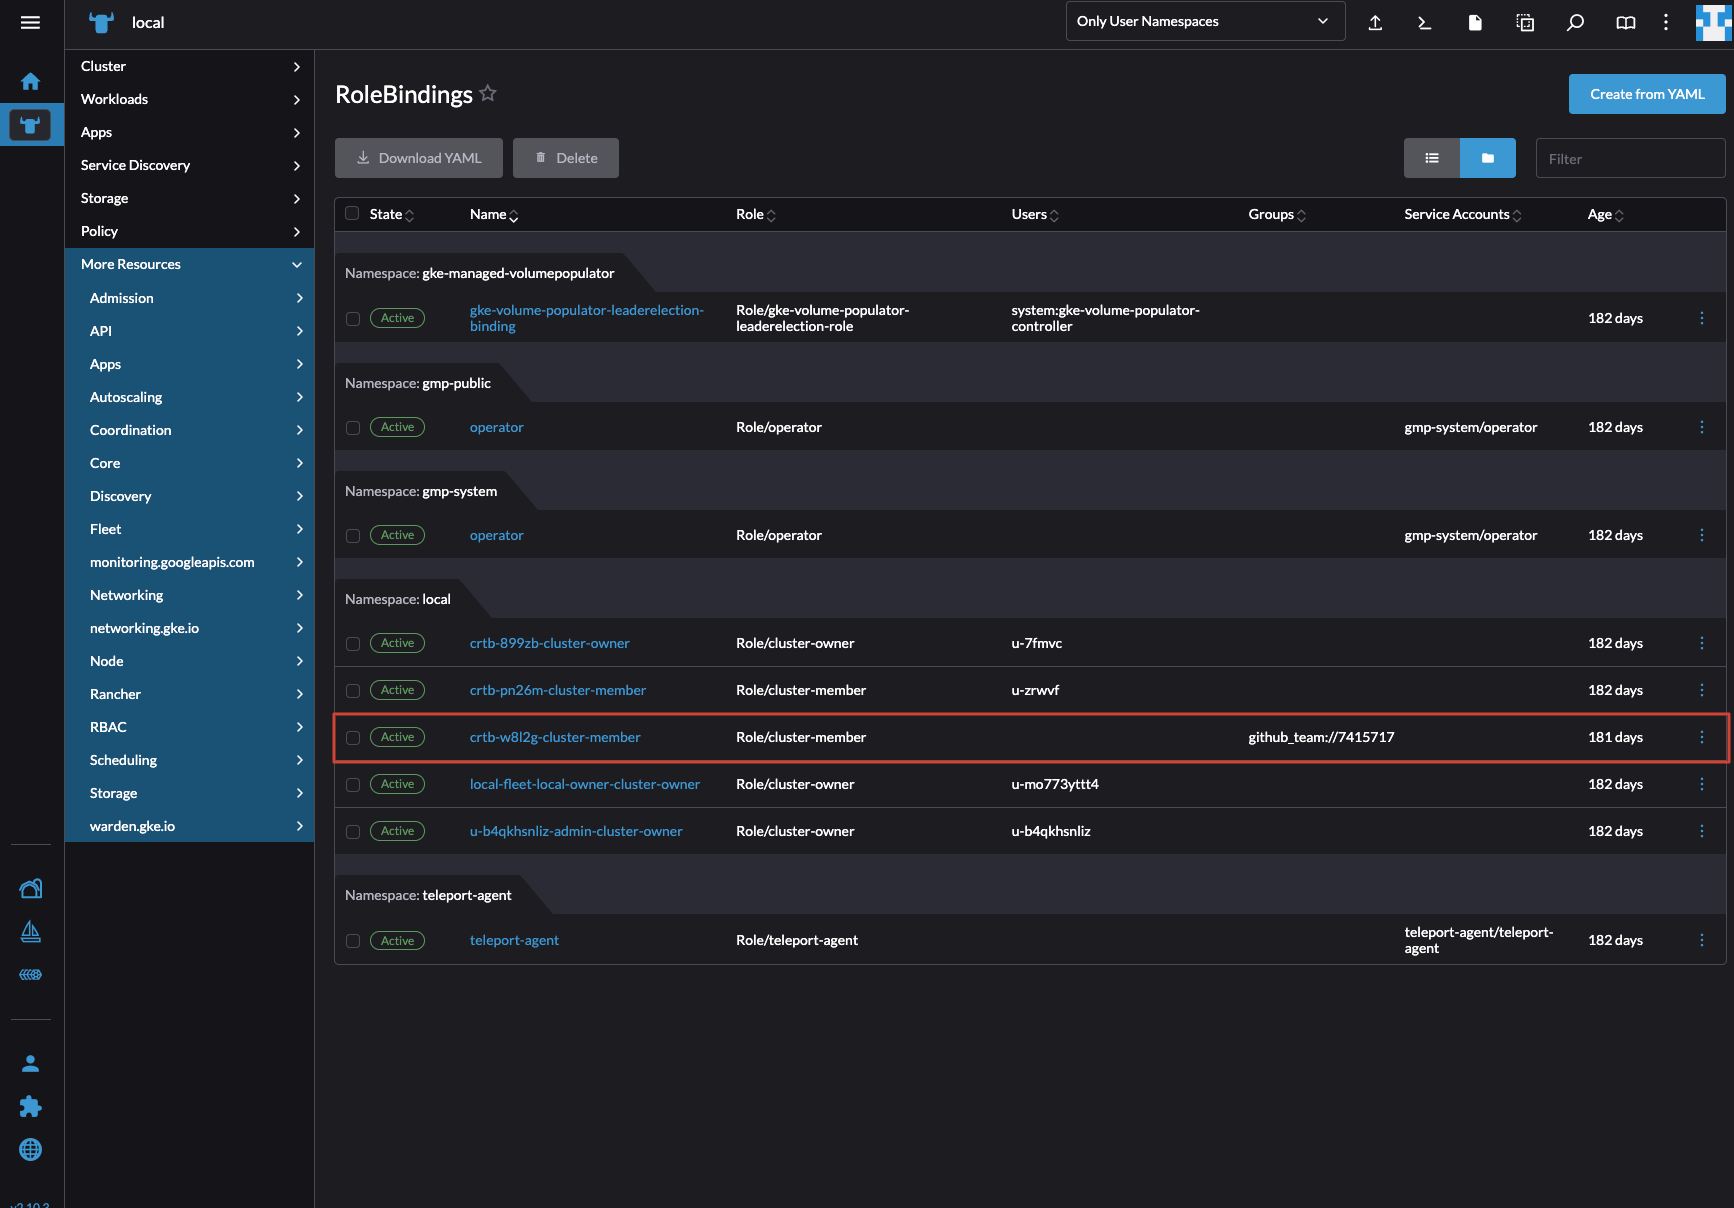 local
Only User Namespaces
Cluster
Workloads
Apps
Service Discovery
Storage
Policy
More Resources
Admission
API
Apps
Autoscaling
Coordination
Core
Discovery
Fleet
monitoring.googleapis.com
Networking
networking.gke.io
Node
Rancher
RBAC
Scheduling
Storage
warden.gke.io
RoleBindings
Create from YAML
Download YAML
Delete
Filter
State Name Role Users Groups Service Accounts Age
Namespace: gke-managed-volumepopulator
Active gke-volume-populator-leaderelection- Role/gke-volume-populator- system:gke-volume-populator- 182 days
binding leaderelection-role controller
Namespace: gmp-public
Active operator Role/operator gmp-system/operator 182 days
Namespace: gmp-system
Active operator Role/operator gmp-system/operator 182 days
Namespace: local
Active crtb-899zb-cluster-owner Role/cluster-owner u-7fmvc 182 days
Active crtb-pn26m-cluster-member Role/cluster-member u-zrwvf 182 days
Active crtb-w8l2g-cluster-member Role/cluster-member github_team://7415717 181 days
Active local-fleet-local-owner-cluster-owner Role/cluster-owner u-mo773yttt4 182 days
Active u-b4qkhsnliz-admin-cluster-owner Role/cluster-owner u-b4qkhsnliz 182 days
Namespace: teleport-agent
Active teleport-agent Role/teleport-agent teleport-agent/teleport- 182 days
agent